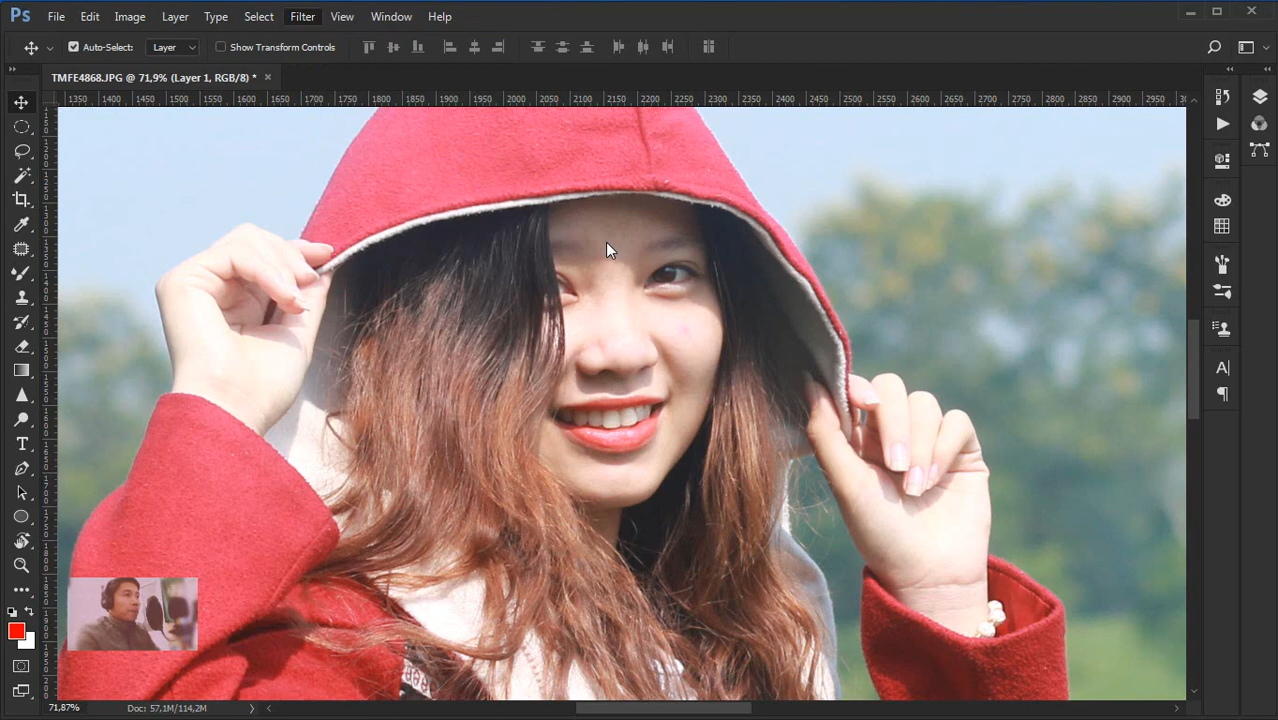 Ps File Edit Image Layer Type Select Filter View Window Help
Auto-Select: Layer Show Transform Controls
TMFE4868.JPG @ 71,9% (Layer 1, RGB/8) * ×
1350 1400 1450 1500 1550 1600 1650 1700 1750 1800 1850 1900 1950 2000 2050 2100 2150 2200 2250 2300 2350 2400 2450 2500 2550 2600 2650 2700 2750 2800 2850 2900 2950
71,87% Doc: 57,1M/114,2M